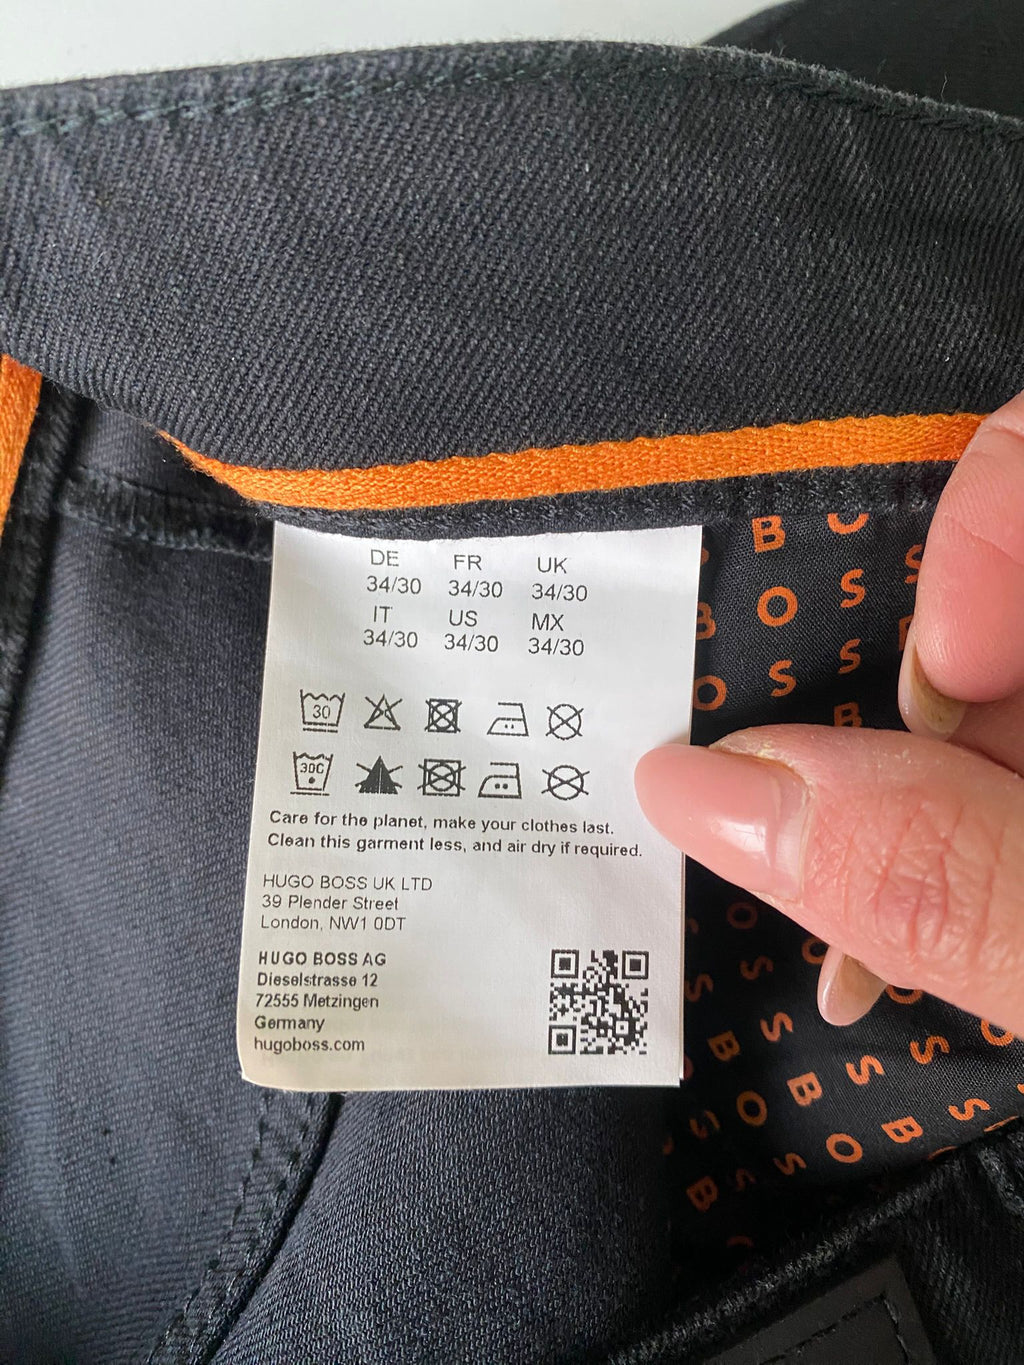 DE FR UK
34/30 34/30 34/30
IT US MX
34/30 34/30 34/30
30
30C
Care for the planet, make your clothes last.
Clean this garment less, and air dry if required.
HUGO BOSS UK LTD
39 Plender Street
London, NW1 0DT
HUGO BOSS AG
Dieselstrasse 12
72555 Metzingen
Germany
hugoboss.com
BOSS